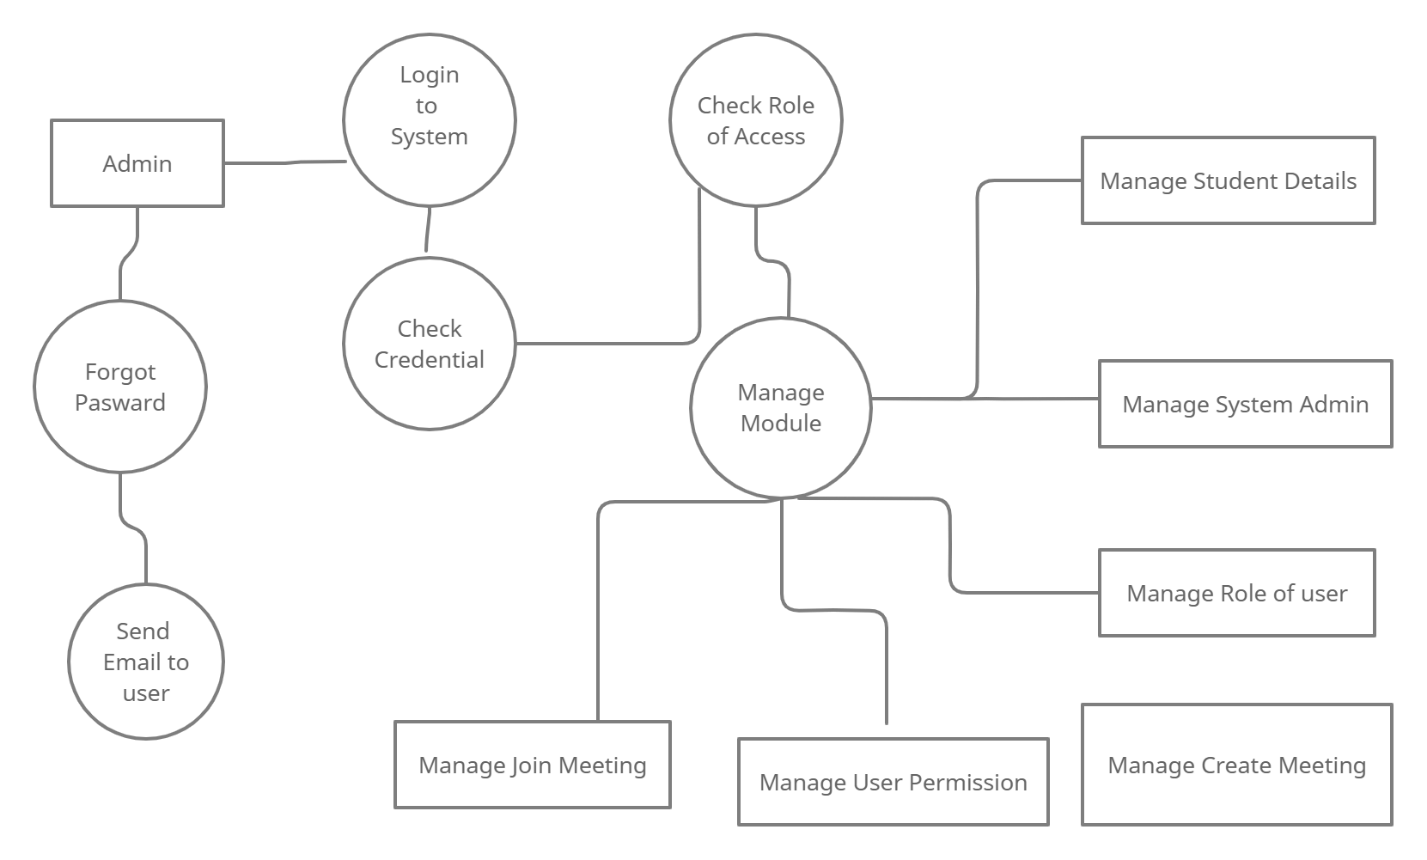 Login
to
System
Check Role
of Access
Admin
Manage Student Details
Check
Credential
Forgot
Pasward
Manage
Module
Manage System Admin
Manage Role of user
Send
Email to
user
Manage Join Meeting
Manage User Permission
Manage Create Meeting